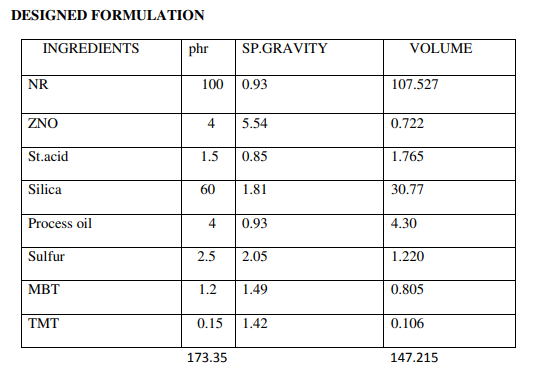 DESIGNED FORMULATION
INGREDIENTS phr SP.GRAVITY VOLUME
NR 100 0.93 107.527
ZNO 4 5.54 0.722
St.acid 1.5 0.85 1.765
Silica 60 1.81 30.77
Process oil 4 0.93 4.30
Sulfur 2.5 2.05 1.220
MBT 1.2 1.49 0.805
TMT 0.15 1.42 0.106
173.35 147.215